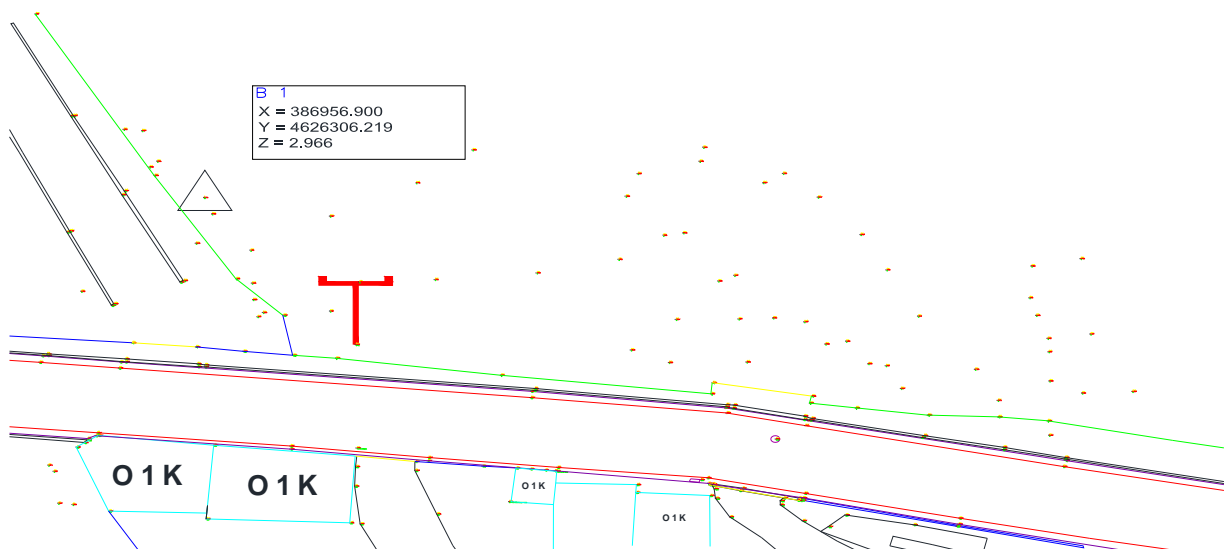 B 1
X = 386956.900
Y = 4626306.219
Z = 2.966
O1K
O1K
O1K
O1K